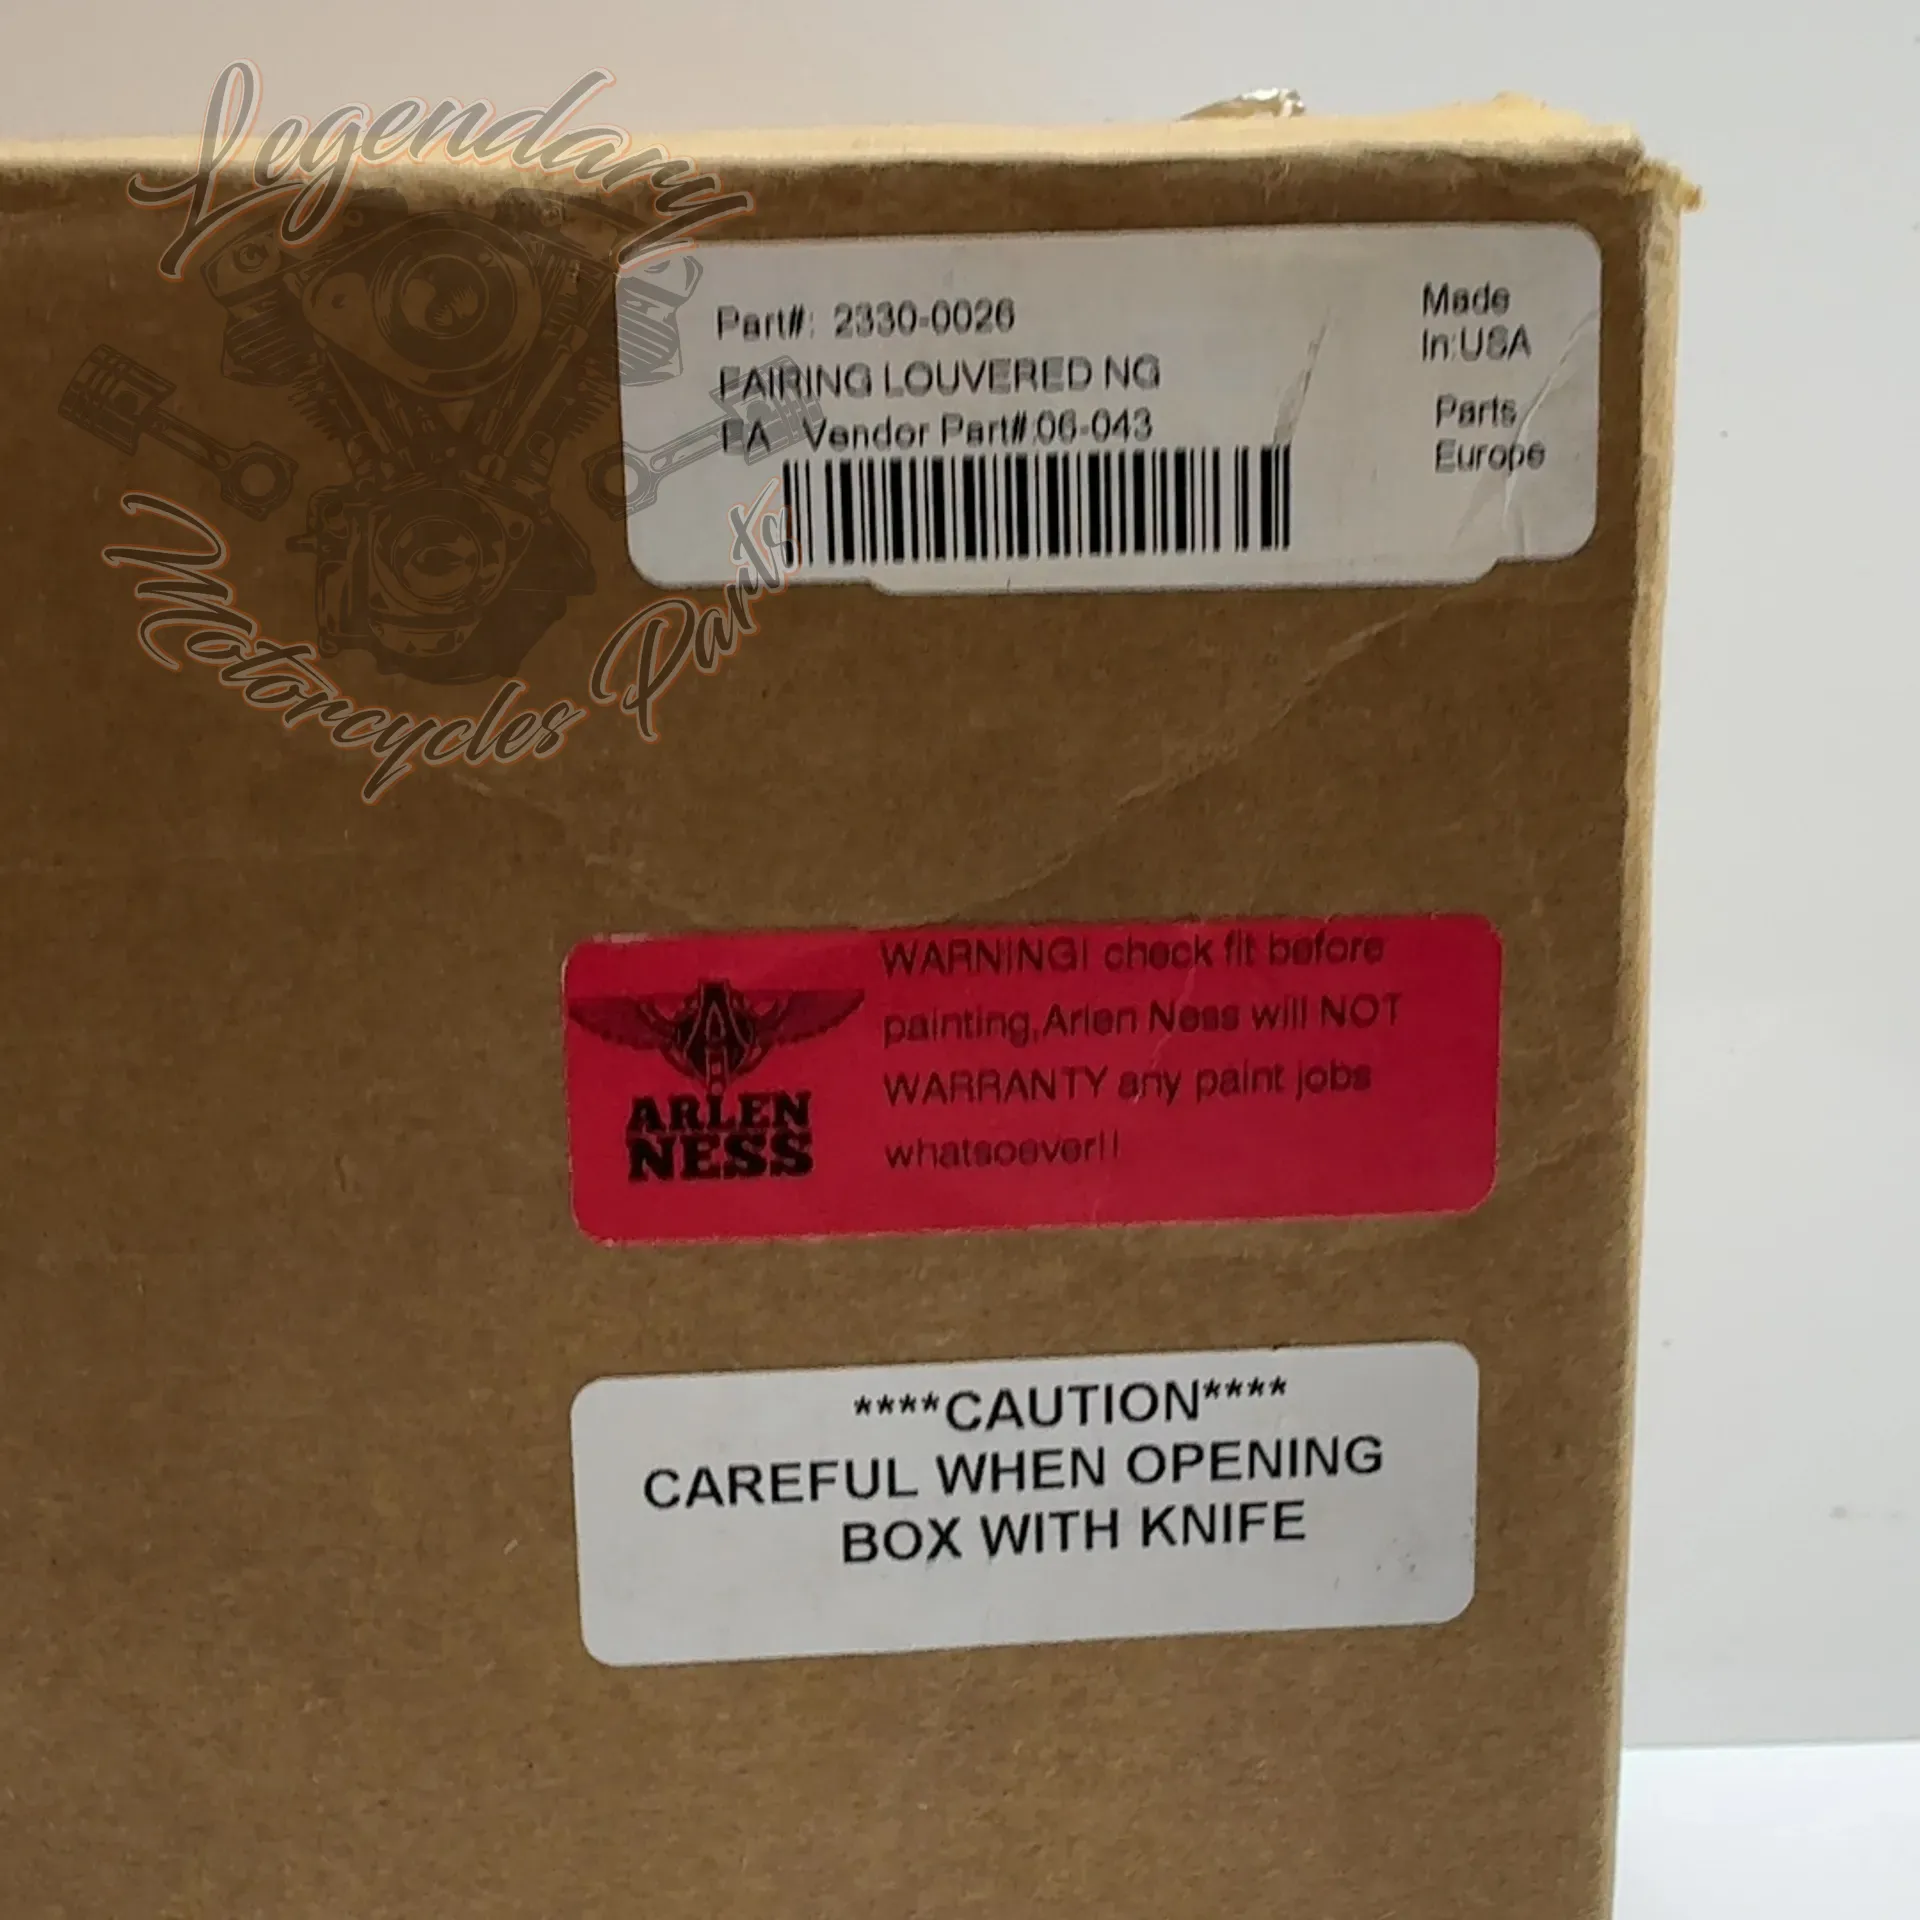 Legendary
Motorcycles Parts
Part#: 2330-0026
FAIRING LOUVERED NG
EA Vendor Part#:06-043
Made
In:USA
Parts
Europe
WARNING! check fit before
painting,Arlen Ness will NOT
WARRANTY any paint jobs
whatsoever!!
ARLEN
NESS
****CAUTION****
CAREFUL WHEN OPENING
BOX WITH KNIFE